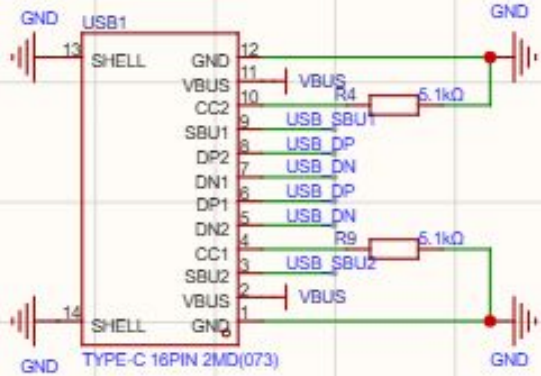 GND
USB1
GND
13
SHELL
GND
12
VBUS
11
VBUS
CC2
10
R4
5.1kΩ
SBU1
9
USB_SBU1
DP2
8
USB_DP
DN1
7
USB_DN
DP1
6
USB_DP
DN2
5
USB_DN
CC1
4
R9
5.1kΩ
SBU2
3
USB_SBU2
VBUS
2
VBUS
14
SHELL
GND
1
GND
TYPE-C 16PIN 2MD(073)
GND